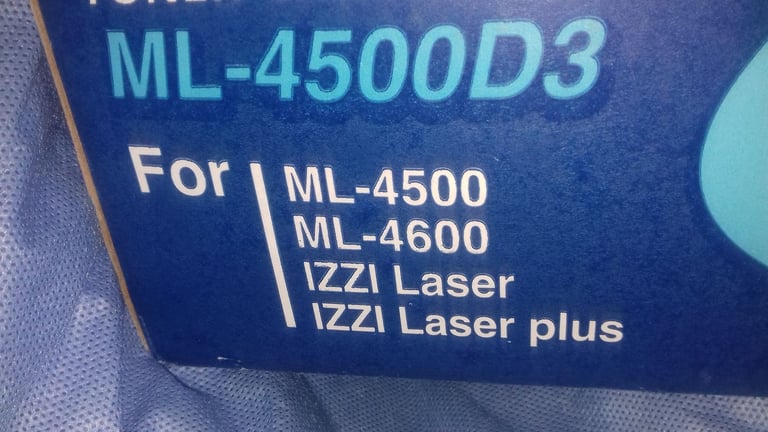 ML-4500D3
For
ML-4500
ML-4600
IZZI Laser
IZZI Laser plus